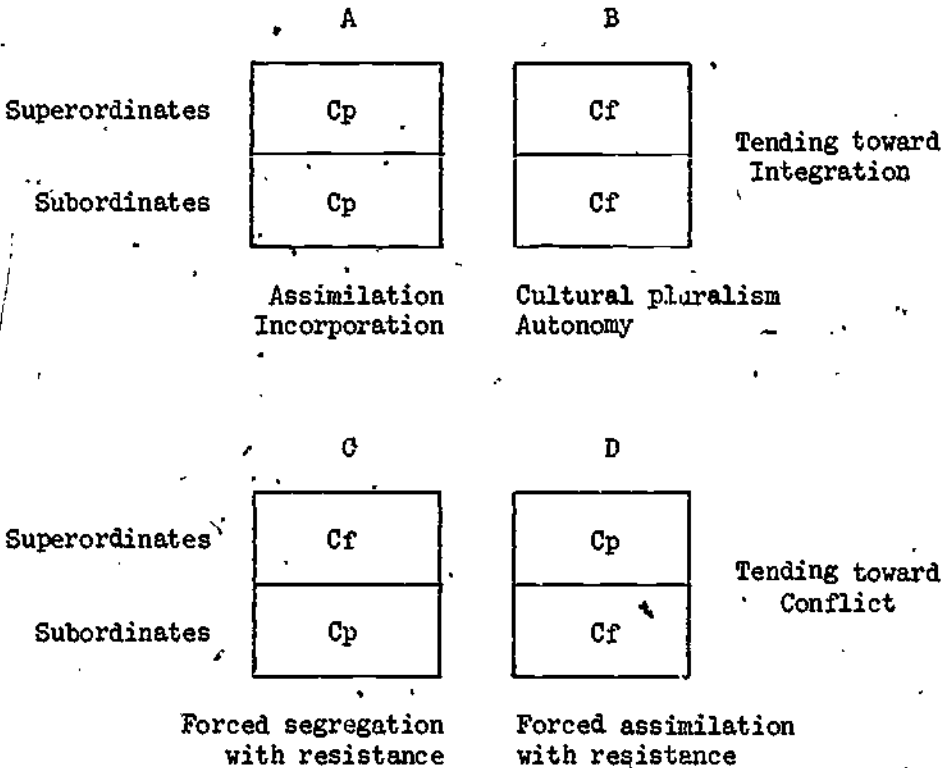 A B
Superordinates Cp Cf
Tending toward
Integration
Subordinates Cp Cf
Assimilation Cultural pluralism
Incorporation Autonomy
C D
Superordinates Cf Cp
Tending toward
Conflict
Subordinates Cp Cf
Forced segregation Forced assimilation
with resistance with resistance